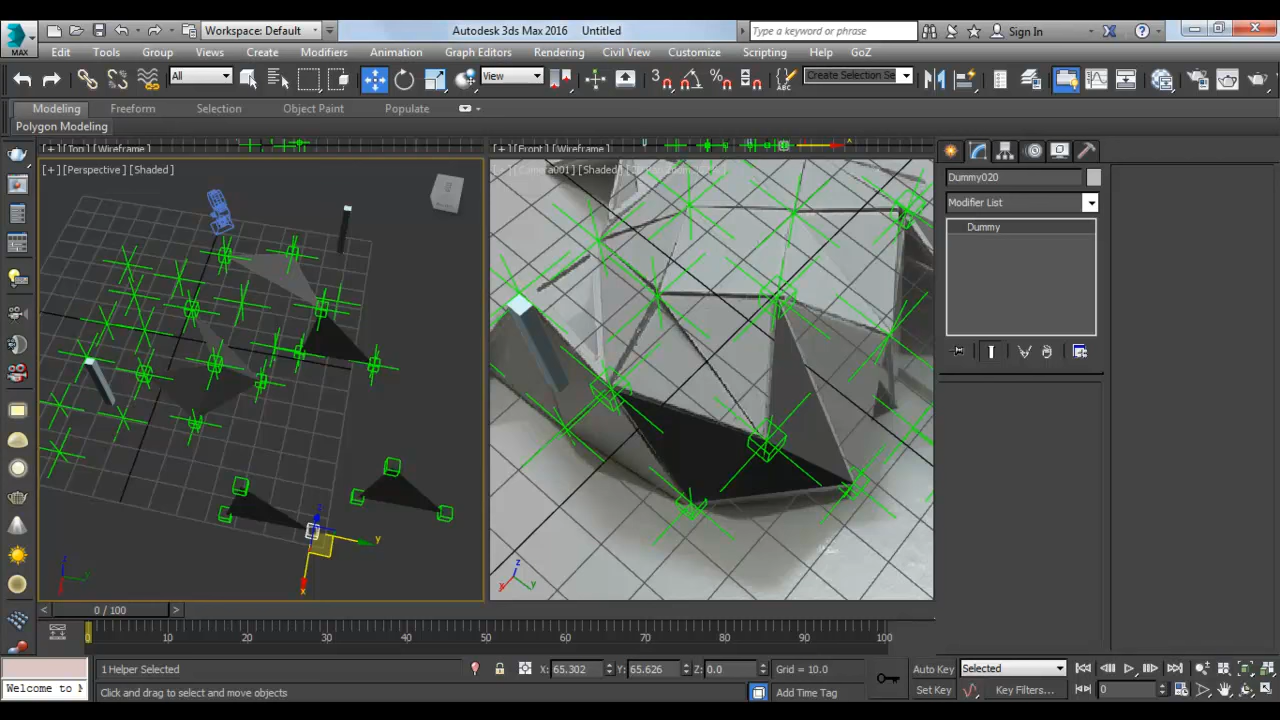 MAX
Workspace: Default
Autodesk 3ds Max 2016
Untitled
Type a keyword or phrase
Sign In
Edit
Tools
Group
Views
Create
Modifiers
Animation
Graph Editors
Rendering
Civil View
Customize
Scripting
Help
GoZ
All
View
3
ABC
Create Selection Se
Modeling
Freeform
Selection
Object Paint
Populate
Polygon Modeling
[+] [Top] [Wireframe]
[+] [Front] [Wireframe]
[+] [Perspective] [Shaded]
[+] [Camera001] [Shaded]
Dummy020
Modifier List
Dummy
z
y
x
z
y
x
0 / 100
0 10 20 30 40 50 60 70 80 90 100
1 Helper Selected
X: 65.302
Y: 65.626
Z: 0.0
Grid = 10.0
Auto Key
Selected
Welcome to M
Click and drag to select and move objects
Add Time Tag
Set Key
Key Filters...
0